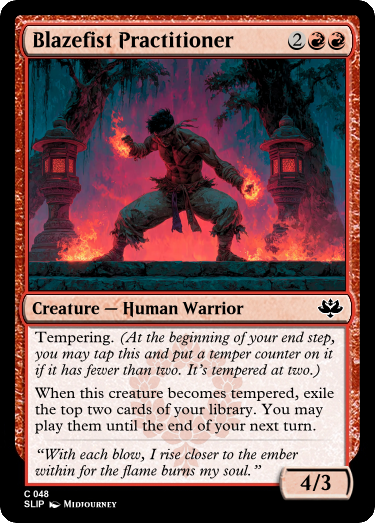 Blazefist Practitioner 2
Creature — Human Warrior
Tempering. (At the beginning of your end step,
you may tap this and put a temper counter on it
if it has fewer than two. It's tempered at two.)
When this creature becomes tempered, exile
the top two cards of your library. You may
play them until the end of your next turn.
“With each blow, I rise closer to the ember
within for the flame burns my soul.”
4/3
C 048
SLIP Midjourney